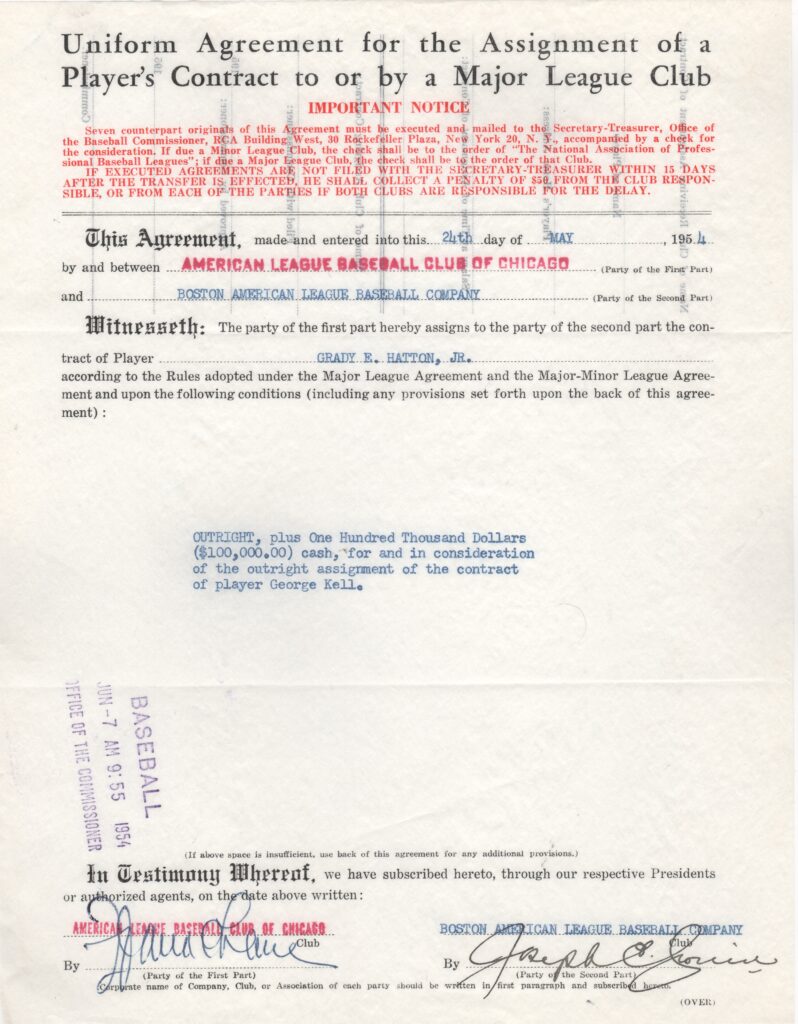 Uniform Agreement for the Assignment of a
Player's Contract to or by a Major League Club
IMPORTANT NOTICE
Seven counterpart originals of this Agreement must be executed and mailed to the Secretary-Treasurer, Office of
the Baseball Commissioner, RCA Building West, 30 Rockefeller Plaza, New York 20, N. Y., accompanied by a check for
the consideration. If due a Minor League Club, the check shall be to the order of "The National Association of Profes-
sional Baseball Leagues"; if due a Major League Club, the check shall be to the order of that Club.
IF EXECUTED AGREEMENTS ARE NOT FILED WITH THE SECRETARY-TREASURER WITHIN 15 DAYS
AFTER THE TRANSFER IS EFFECTED, HE SHALL COLLECT A PENALTY OF $50 FROM THE CLUB RESPON-
SIBLE, OR FROM EACH OF THE PARTIES IF BOTH CLUBS ARE RESPONSIBLE FOR THE DELAY.
This Agreement, made and entered into this 24th day of MAY, 1954
by and between AMERICAN LEAGUE BASEBALL CLUB OF CHICAGO (Party of the First Part)
and BOSTON AMERICAN LEAGUE BASEBALL COMPANY (Party of the Second Part)
Witnesseth: The party of the first part hereby assigns to the party of the second part the con-
tract of Player GRADY E. HATTON, JR.
according to the Rules adopted under the Major League Agreement and the Major-Minor League Agree-
ment and upon the following conditions (including any provisions set forth upon the back of this agree-
ment) :
OUTRIGHT, plus One Hundred Thousand Dollars
($100,000.00) cash, for and in consideration
of the outright assignment of the contract
of player George Kell.
BASEBALL
JUN -7 AM 9:55 1954
OFFICE OF THE COMMISSIONER
(If above space is insufficient, use back of this agreement for any additional provisions.)
In Testimony Whereof, we have subscribed hereto, through our respective Presidents
or authorized agents, on the date above written :
AMERICAN LEAGUE BASEBALL CLUB OF CHICAGO
Club
By Frank C Lane
(Party of the First Part)
BOSTON AMERICAN LEAGUE BASEBALL COMPANY
Club
By Joseph E. Cronin
(Party of the Second Part)
(Corporate name of Company, Club, or Association of each party should be written in first paragraph and subscribed hereto.
(OVER)